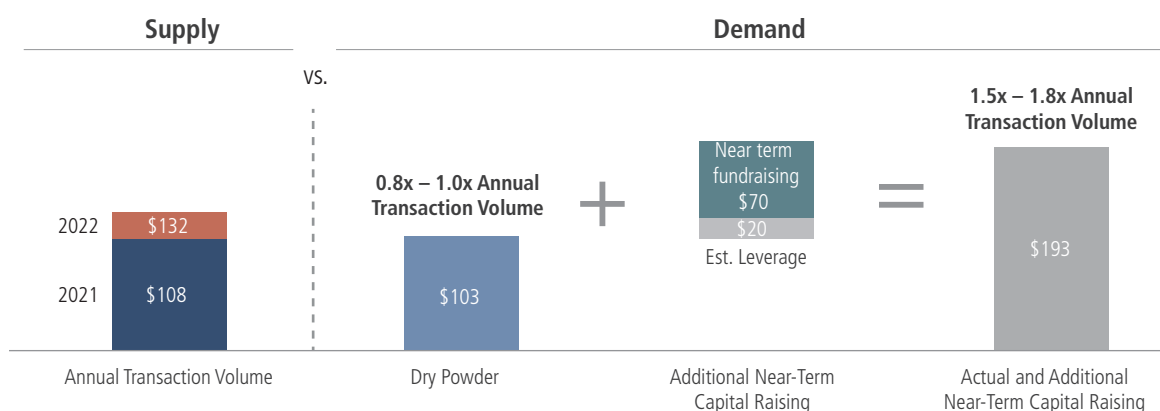 Supply
Demand
vs.
1.5x – 1.8x Annual
Transaction Volume
Near term
fundraising
$70
0.8x – 1.0x Annual
Transaction Volume
+
=
2022
$132
$20
Est. Leverage
$193
2021
$108
$103
Annual Transaction Volume
Dry Powder
Additional Near-Term
Capital Raising
Actual and Additional
Near-Term Capital Raising